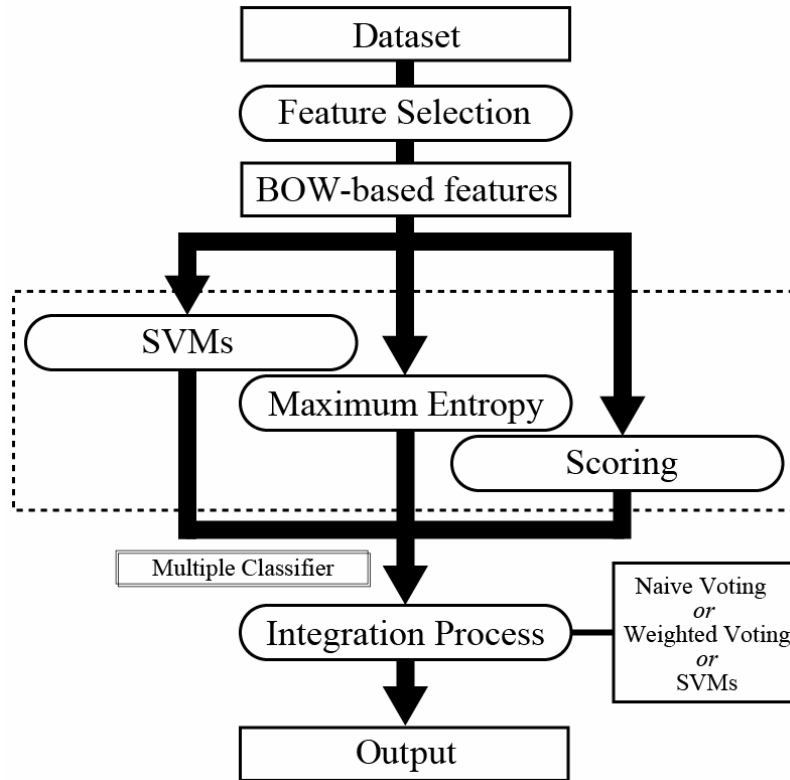 Dataset
Feature Selection
BOW-based features
SVMs
Maximum Entropy
Scoring
Multiple Classifier
Integration Process
Naive Voting
or
Weighted Voting
or
SVMs
Output